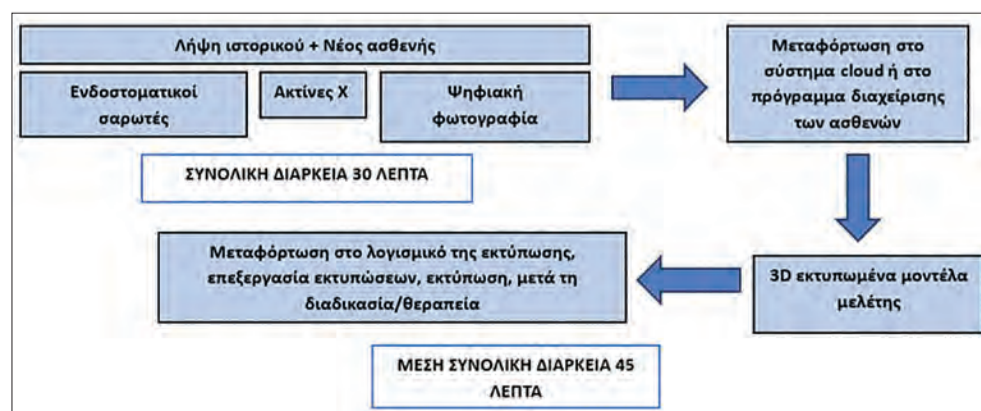 Λήψη ιστορικού + Νέος ασθενής
Ενδοστοματικοί
σαρωτές
Ακτίνες Χ
Ψηφιακή
φωτογραφία
ΣΥΝΟΛΙΚΗ ΔΙΑΡΚΕΙΑ 30 ΛΕΠΤΑ
Μεταφόρτωση στο
σύστημα cloud ή στο
πρόγραμμα διαχείρισης
των ασθενών
3D εκτυπωμένα μοντέλα
μελέτης
Μεταφόρτωση στο λογισμικό της εκτύπωσης,
επεξεργασία εκτυπώσεων, εκτύπωση, μετά τη
διαδικασία/θεραπεία
ΜΕΣΗ ΣΥΝΟΛΙΚΗ ΔΙΑΡΚΕΙΑ 45
ΛΕΠΤΑ